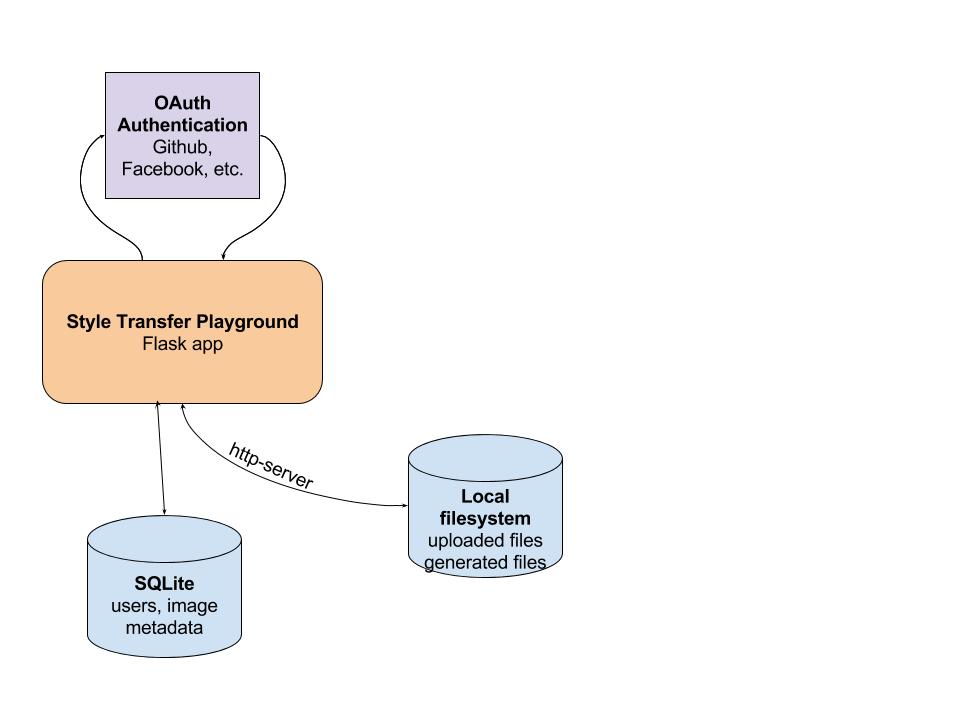 OAuth
Authentication
Github,
Facebook, etc.
Style Transfer Playground
Flask app
http-server
Local
filesystem
uploaded files
generated files
SQLite
users, image
metadata